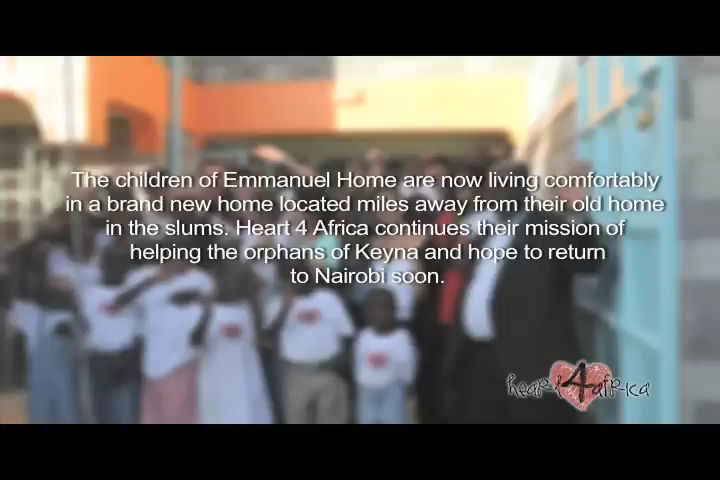 The children of Emmanuel Home are now living comfortably
in a brand new home located miles away from their old home
in the slums. Heart 4 Africa continues their mission of
helping the orphans of Keyna and hope to return
to Nairobi soon.
heart 4 africa